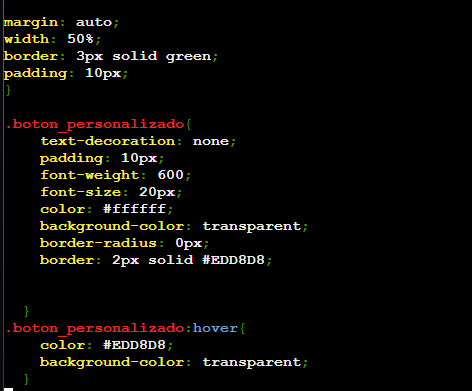 margin: auto;
width: 50%;
border: 3px solid green;
padding: 10px;
}
.boton_personalizado{
text-decoration: none;
padding: 10px;
font-weight: 600;
font-size: 20px;
color: #ffffff;
background-color: transparent;
border-radius: 0px;
border: 2px solid #EDD8D8;
}
.boton_personalizado:hover{
color: #EDD8D8;
background-color: transparent;
}